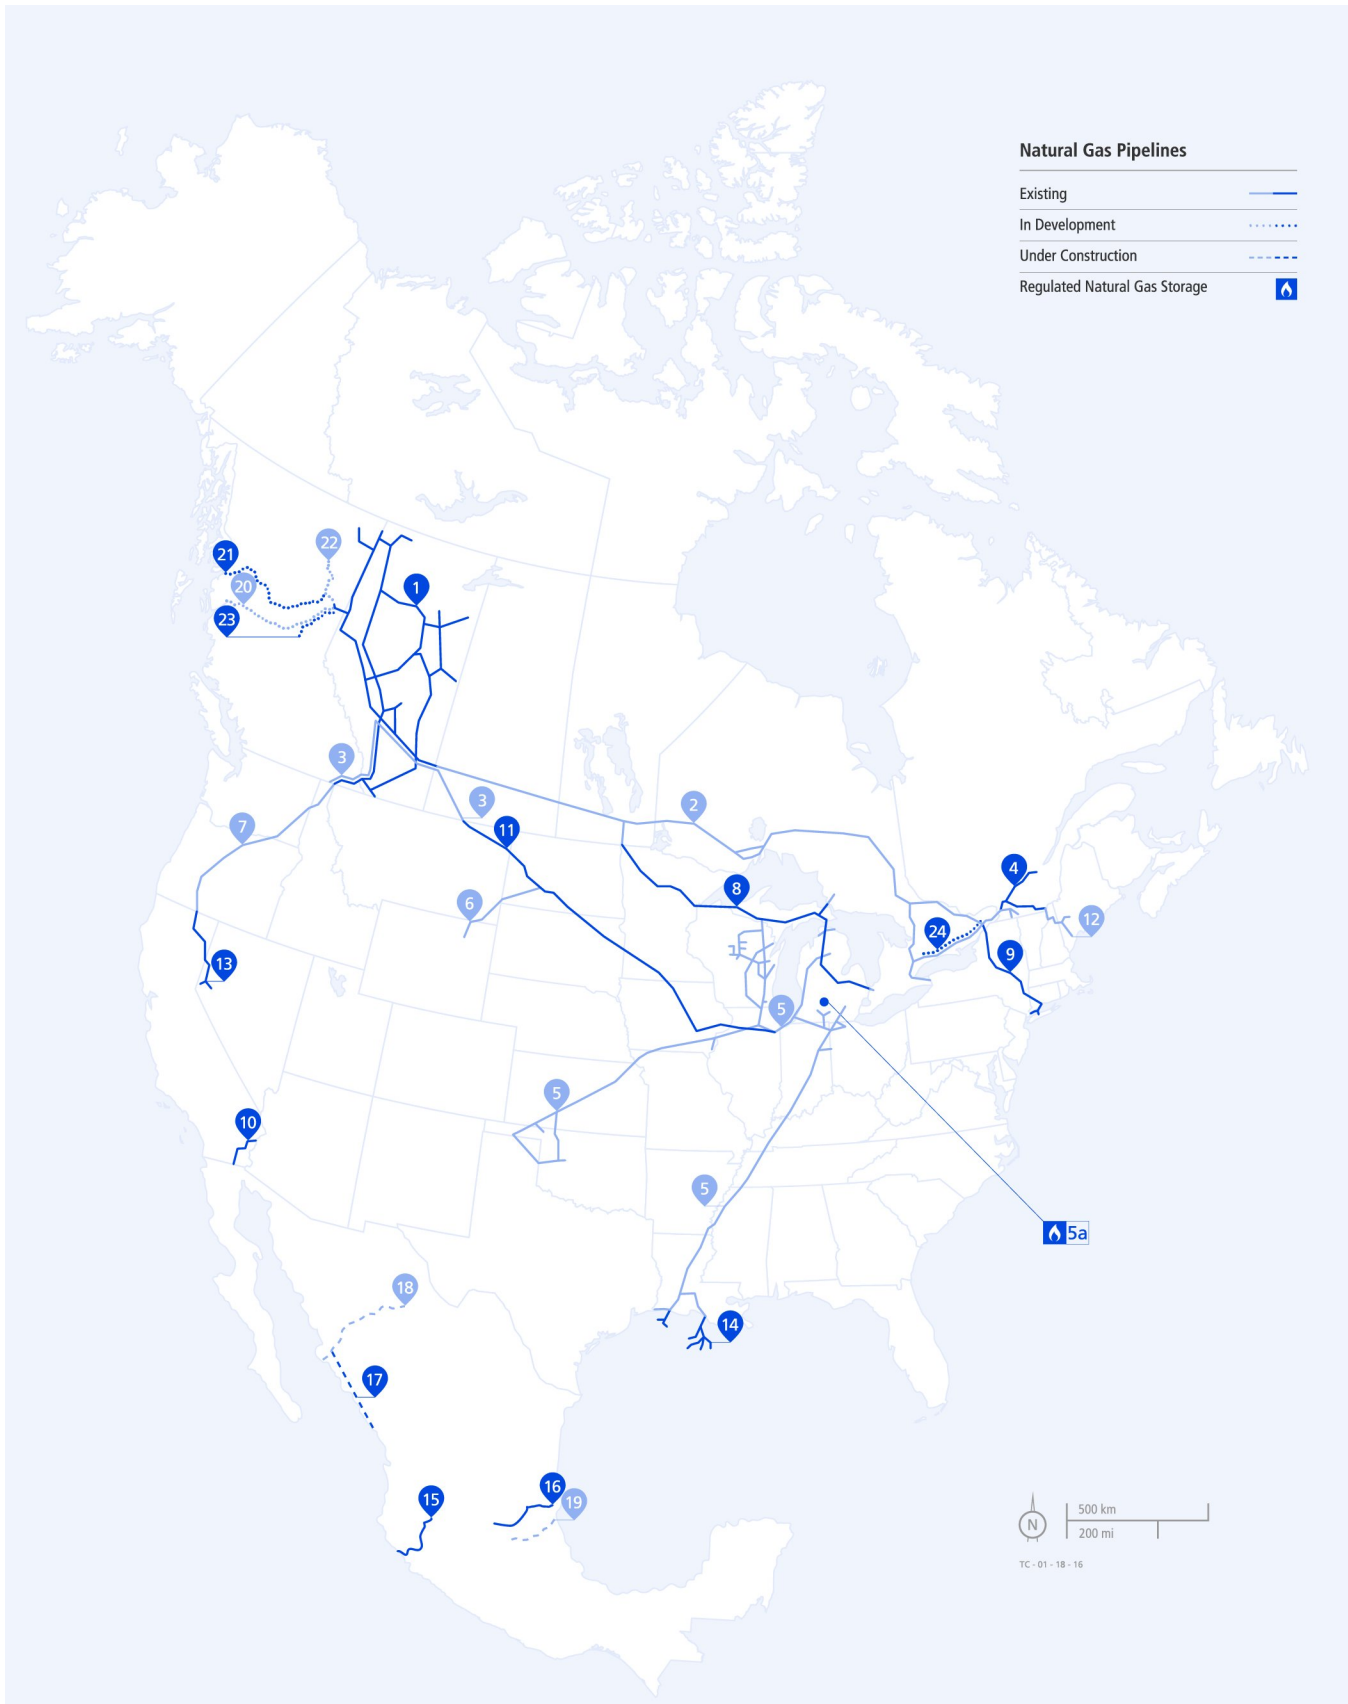 Natural Gas Pipelines
Existing
In Development
Under Construction
Regulated Natural Gas Storage
22
21
20
1
23
3
3
2
7
11
4
8
6
12
24
9
13
5
5
10
5
5a
18
14
17
16
15
19
N
500 km
200 mi
TC - 01 - 18 - 16